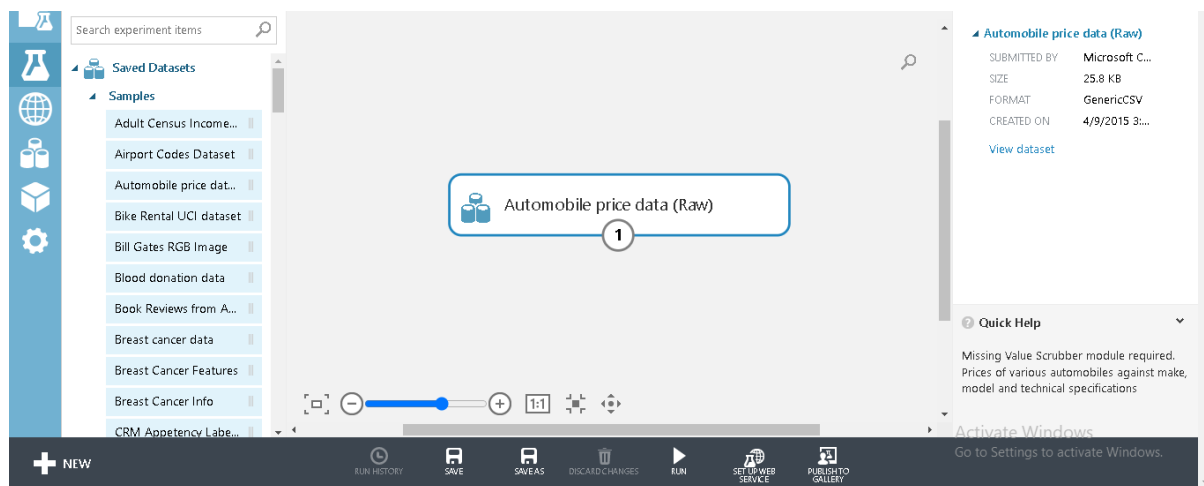 Search experiment items
Saved Datasets
Samples
Adult Census Income...
Airport Codes Dataset
Automobile price dat...
Bike Rental UCI dataset
Bill Gates RGB Image
Blood donation data
Book Reviews from A...
Breast cancer data
Breast Cancer Features
Breast Cancer Info
CRM Appetency Labe...
Automobile price data (Raw)
1
1:1
Automobile price data (Raw)
SUBMITTED BY Microsoft C...
SIZE 25.8 KB
FORMAT GenericCSV
CREATED ON 4/9/2015 3:...
View dataset
? Quick Help
Missing Value Scrubber module required.
Prices of various automobiles against make,
model and technical specifications
Activate Windows
Go to Settings to activate Windows.
NEW
RUN HISTORY
SAVE
SAVE AS
DISCARD CHANGES
RUN
SET UP WEB
SERVICE
PUBLISH TO
GALLERY